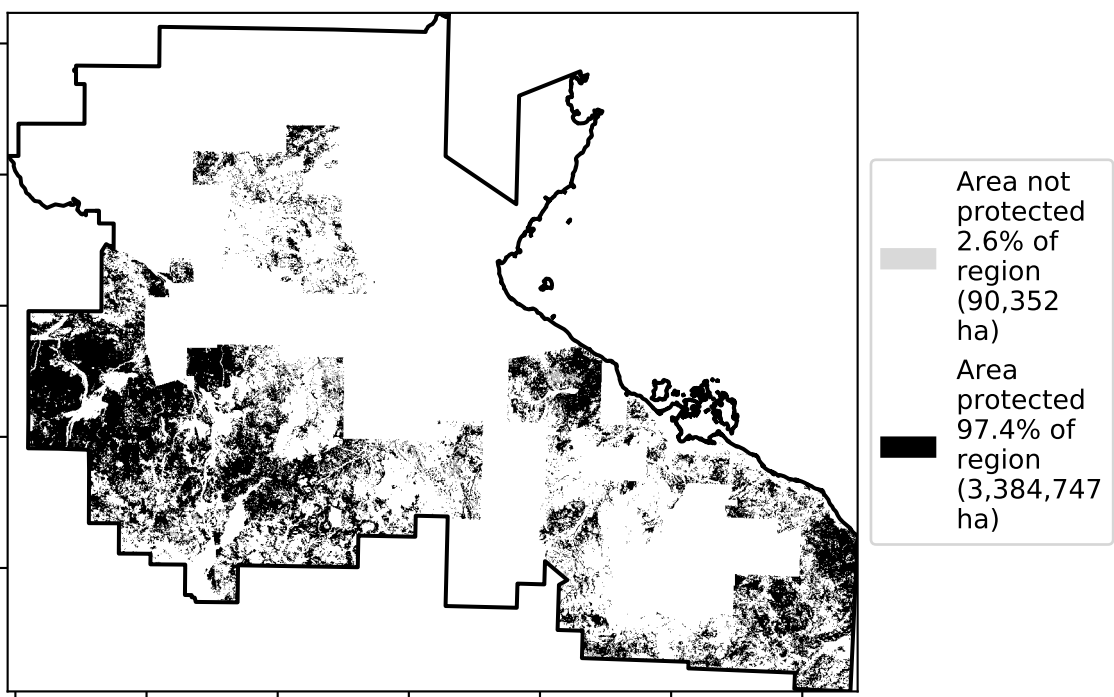 Area not
protected
2.6% of
region
(90,352
ha)
Area
protected
97.4% of
region
(3,384,747
ha)